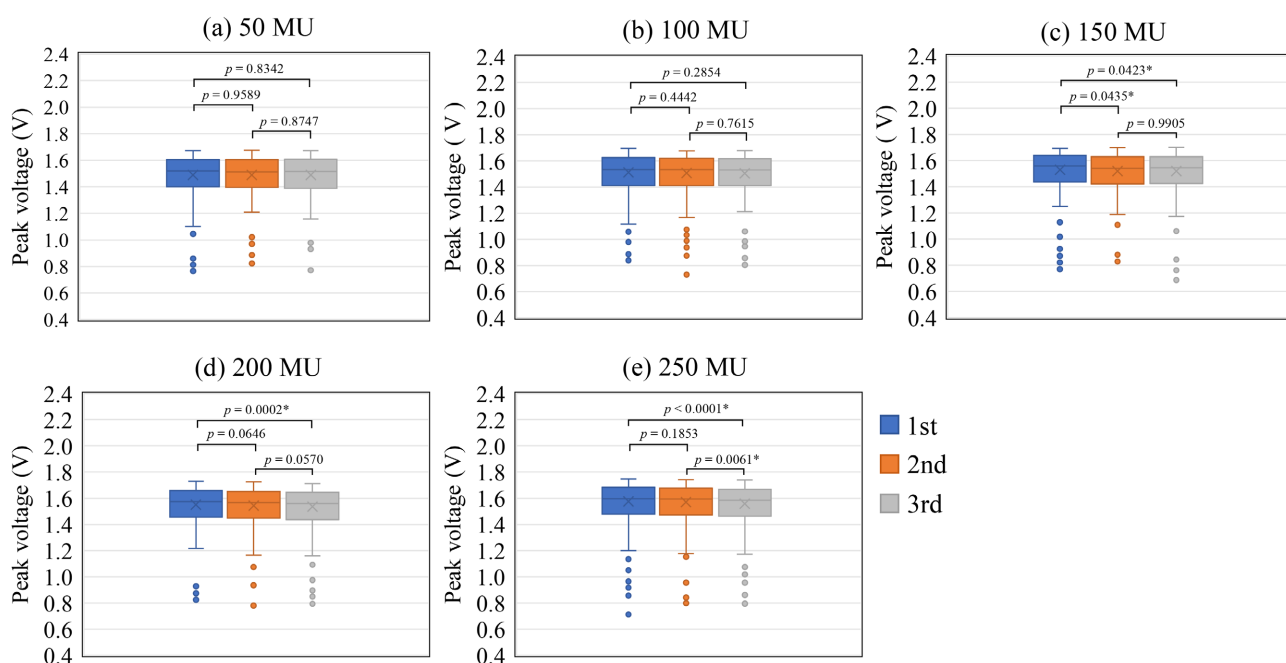 (a) 50 MU
Peak voltage (V)
2.4
2.2
2.0
1.8
1.6
1.4
1.2
1.0
0.8
0.6
0.4
p = 0.8342
p = 0.9589
p = 0.8747
(b) 100 MU
Peak voltage ( V)
2.4
2.2
2.0
1.8
1.6
1.4
1.2
1.0
0.8
0.6
0.4
p = 0.2854
p = 0.4442
p = 0.7615
(c) 150 MU
Peak voltage ( V)
2.4
2.2
2.0
1.8
1.6
1.4
1.2
1.0
0.8
0.6
0.4
p = 0.0423*
p = 0.0435*
p = 0.9905
(d) 200 MU
Peak voltage (V)
2.4
2.2
2.0
1.8
1.6
1.4
1.2
1.0
0.8
0.6
0.4
p = 0.0002*
p = 0.0646
p = 0.0570
(e) 250 MU
Peak voltage (V)
2.4
2.2
2.0
1.8
1.6
1.4
1.2
1.0
0.8
0.6
0.4
p < 0.0001*
p = 0.1853
p = 0.0061*
1st
2nd
3rd